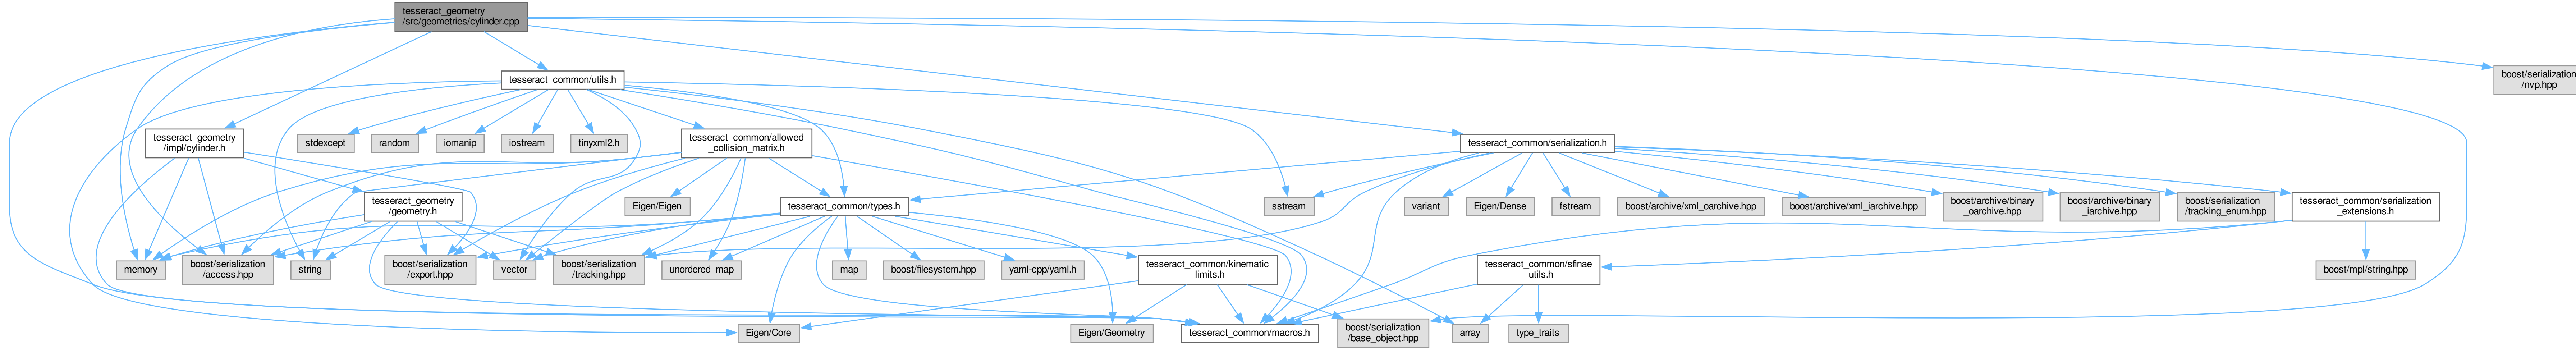 tesseract_geometry
/src/geometries/cylinder.cpp
tesseract_common/utils.h
boost/serialization
/nvp.hpp
tesseract_geometry
/impl/cylinder.h
stdexcept
random
iomanip
iostream
tinyxml2.h
tesseract_common/allowed
_collision_matrix.h
tesseract_common/serialization.h
tesseract_geometry
/geometry.h
Eigen/Eigen
tesseract_common/types.h
sstream
variant
Eigen/Dense
fstream
boost/archive/xml_oarchive.hpp
boost/archive/xml_iarchive.hpp
boost/archive/binary
_oarchive.hpp
boost/archive/binary
_iarchive.hpp
boost/serialization
/tracking_enum.hpp
tesseract_common/serialization
_extensions.h
memory
boost/serialization
/access.hpp
string
boost/serialization
/export.hpp
vector
boost/serialization
/tracking.hpp
unordered_map
map
boost/filesystem.hpp
yaml-cpp/yaml.h
tesseract_common/kinematic
_limits.h
tesseract_common/sfinae
_utils.h
boost/mpl/string.hpp
Eigen/Core
Eigen/Geometry
tesseract_common/macros.h
boost/serialization
/base_object.hpp
array
type_traits